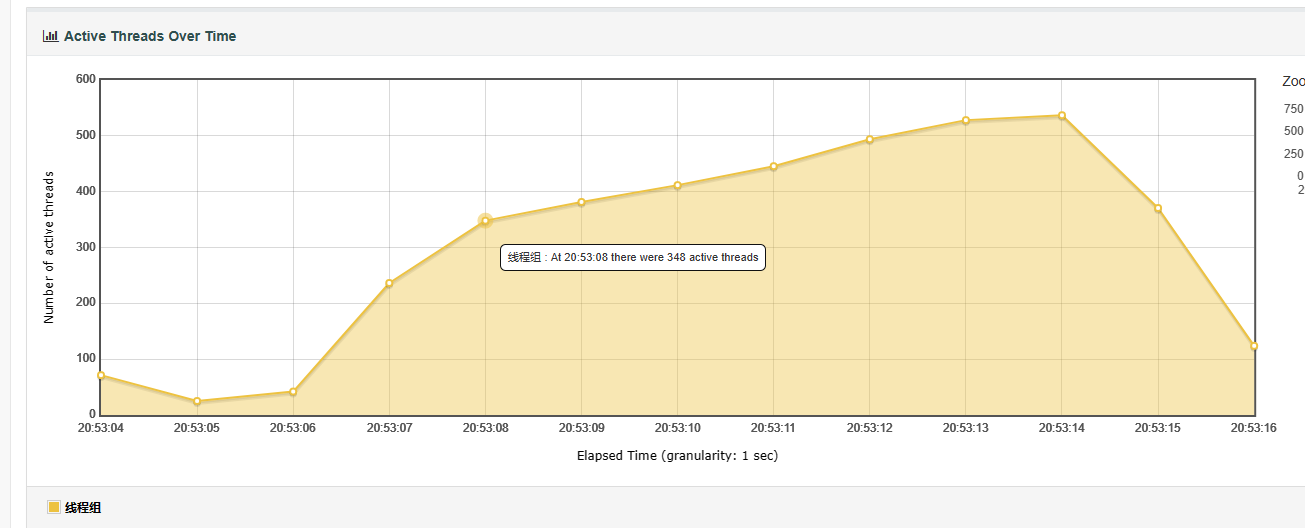 Active Threads Over Time
600
500
400
300
200
100
0
Number of active threads
线程组 : At 20:53:08 there were 348 active threads
20:53:04 20:53:05 20:53:06 20:53:07 20:53:08 20:53:09 20:53:10 20:53:11 20:53:12 20:53:13 20:53:14 20:53:15 20:53:16
Elapsed Time (granularity: 1 sec)
Zoo
750
500
250
0
2
线程组